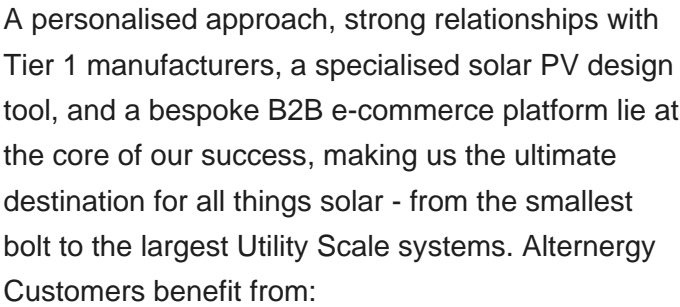 A personalised approach, strong relationships with
Tier 1 manufacturers, a specialised solar PV design
tool, and a bespoke B2B e-commerce platform lie at
the core of our success, making us the ultimate
destination for all things solar - from the smallest
bolt to the largest Utility Scale systems. Alternergy
Customers benefit from: